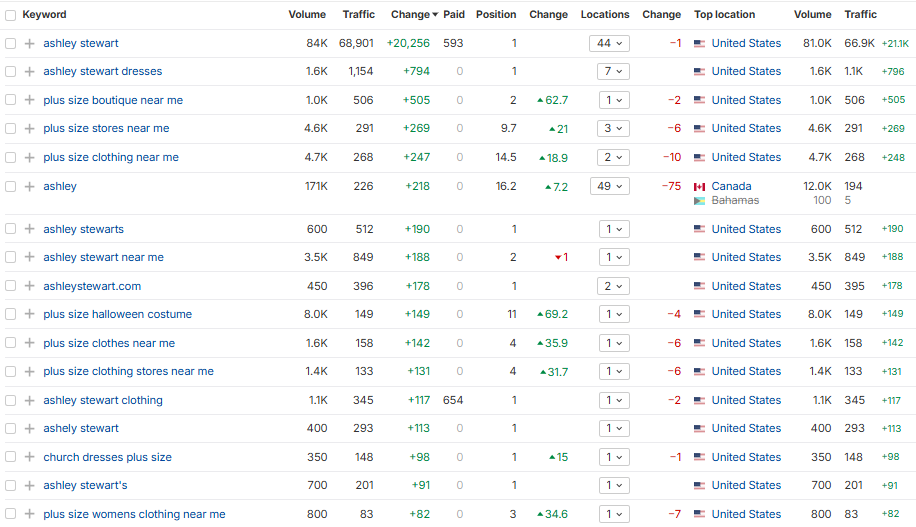 Keyword Volume Traffic Change Paid Position Change Locations Change Top location Volume Traffic
ashley stewart 84K 68,901 +20,256 593 1 44 −1 United States 81.0K 66.9K +21.1K
ashley stewart dresses 1.6K 1,154 +794 0 1 7 United States 1.6K 1.1K +796
plus size boutique near me 1.0K 506 +505 0 2 62.7 1 −2 United States 1.0K 506 +505
plus size stores near me 4.6K 291 +269 0 9.7 21 3 −6 United States 4.6K 291 +269
plus size clothing near me 4.7K 268 +247 0 14.5 18.9 2 −10 United States 4.7K 268 +248
ashley 171K 226 +218 0 16.2 7.2 49 −75 Canada 12.0K 194
Bahamas 100 5
ashley stewarts 600 512 +190 0 1 1 United States 600 512 +190
ashley stewart near me 3.5K 849 +188 0 2 1 1 United States 3.5K 849 +188
ashleystewart.com 450 396 +178 0 1 2 United States 450 395 +178
plus size halloween costume 8.0K 149 +149 0 11 69.2 1 −4 United States 8.0K 149 +149
plus size clothes near me 1.6K 158 +142 0 4 35.9 1 −6 United States 1.6K 158 +142
plus size clothing stores near me 1.4K 133 +131 0 4 31.7 1 −6 United States 1.4K 133 +131
ashley stewart clothing 1.1K 345 +117 654 1 1 −2 United States 1.1K 345 +117
ashely stewart 400 293 +113 0 1 1 United States 400 293 +113
church dresses plus size 350 148 +98 0 1 15 1 −1 United States 350 148 +98
ashley stewart's 700 201 +91 0 1 1 United States 700 201 +91
plus size womens clothing near me 800 83 +82 0 3 34.6 1 −7 United States 800 83 +82